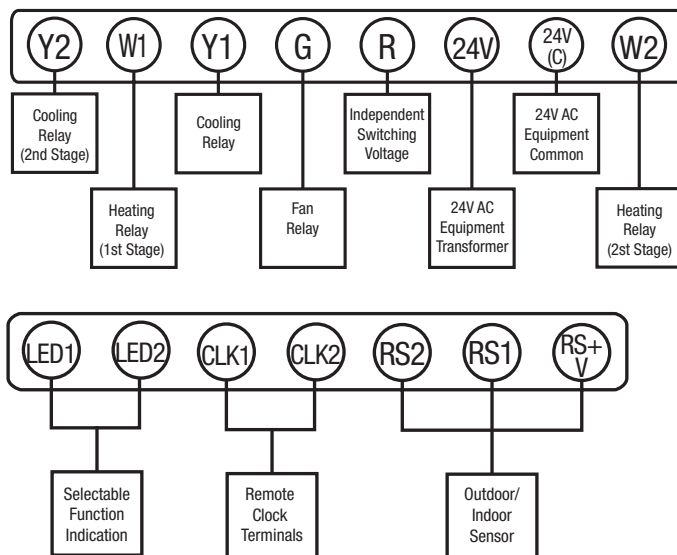 Y2 W1 Y1 G R 24V 24V (C) W2
Cooling
Relay
(2nd Stage)
Cooling
Relay
Independent
Switching
Voltage
24V AC
Equipment
Common
Heating
Relay
(1st Stage)
Fan
Relay
24V AC
Equipment
Transformer
Heating
Relay
(2st Stage)
LED1 LED2 CLK1 CLK2 RS2 RS1 RS+ V
Selectable
Function
Indication
Remote
Clock
Terminals
Outdoor/
Indoor
Sensor